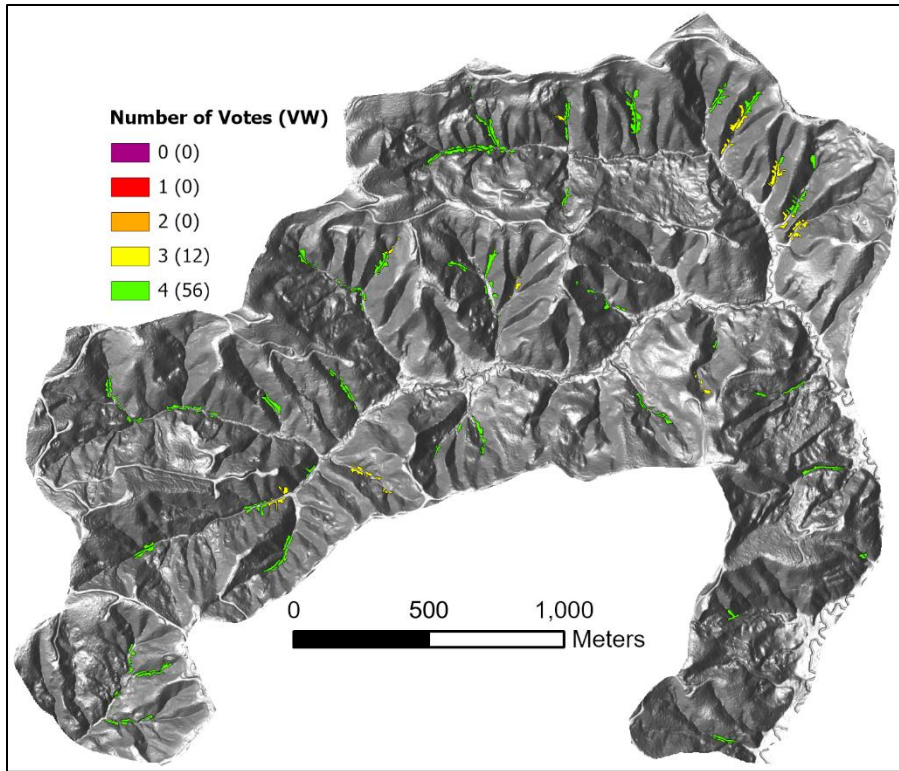 Number of Votes (VW)
0 (0)
1 (0)
2 (0)
3 (12)
4 (56)
0 500 1,000
Meters